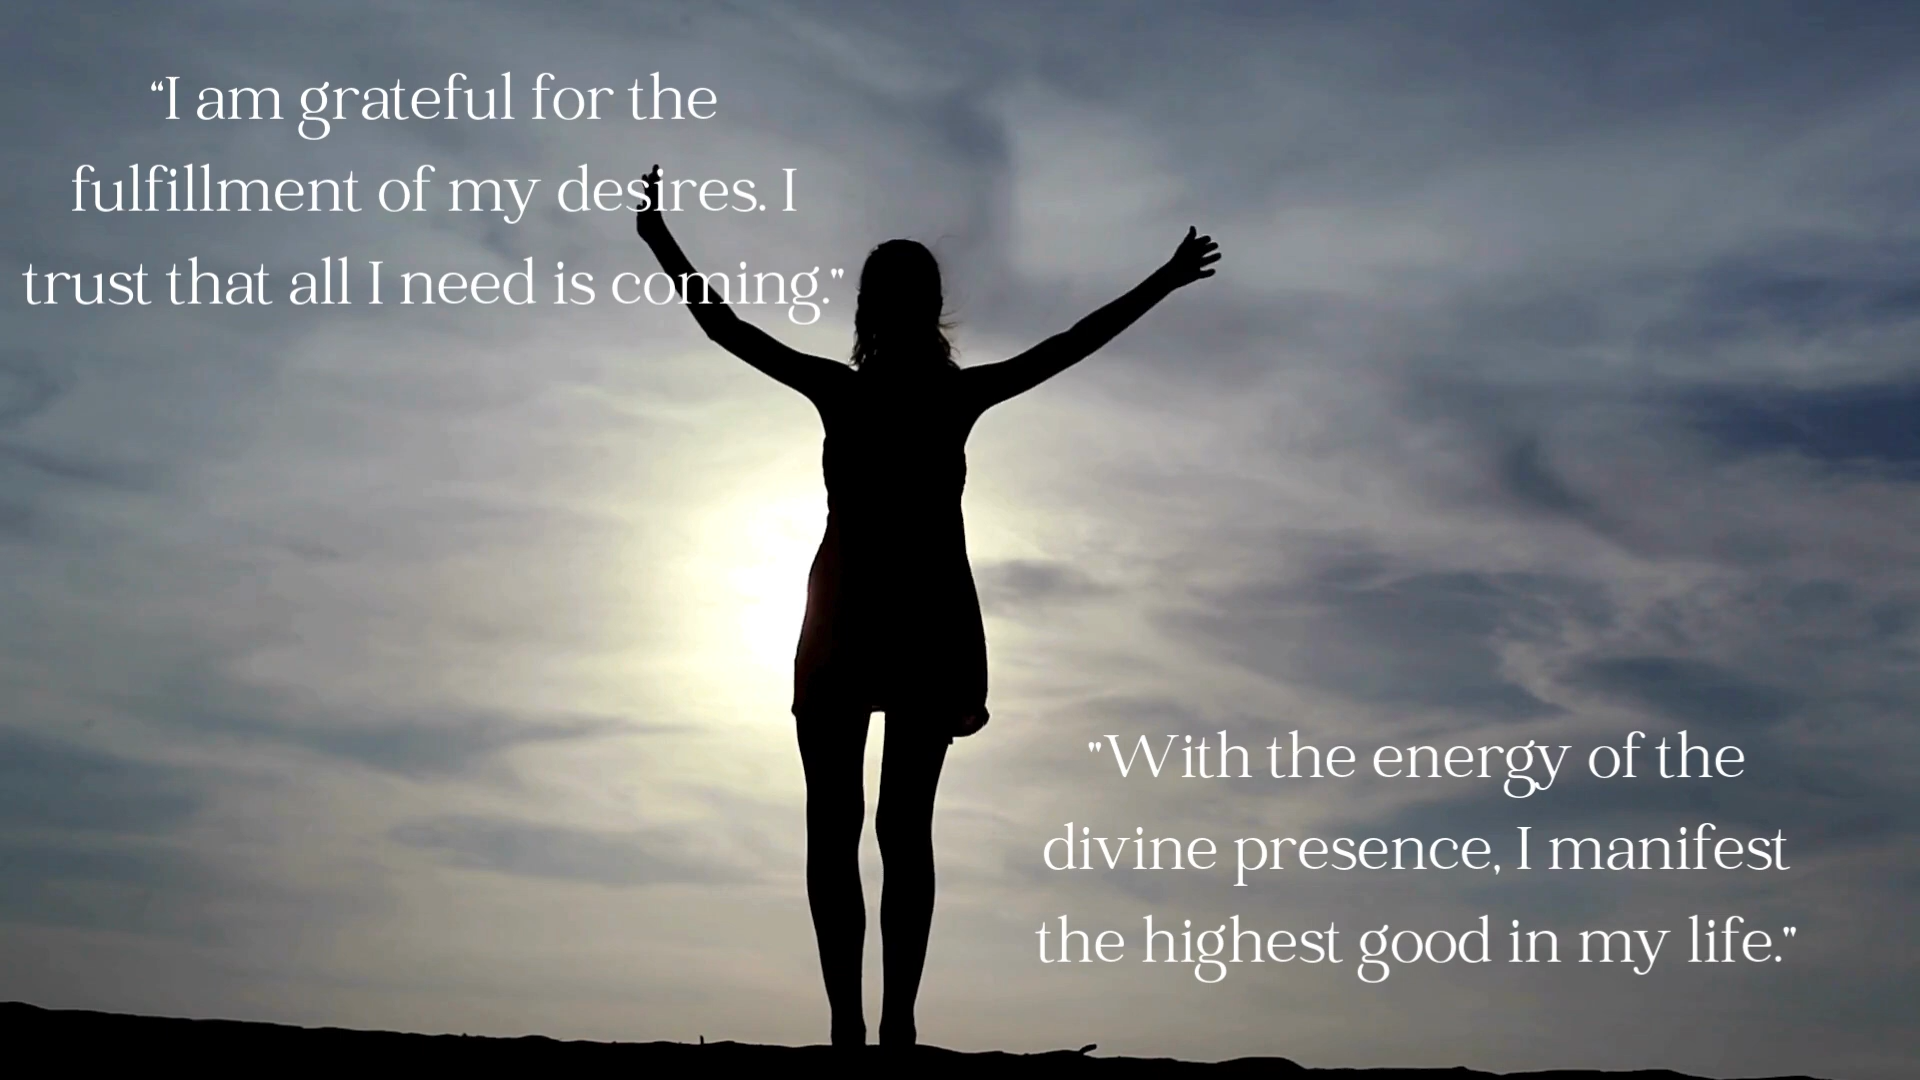 “I am grateful for the
fulfillment of my desires. I
trust that all I need is coming."
"With the energy of the
divine presence, I manifest
the highest good in my life."